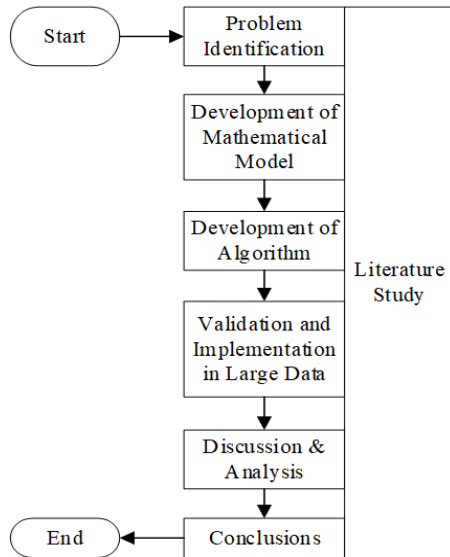 Start
Problem
Identification
Development of
Mathematical
Model
Development of
Algorithm
Literature
Study
Validation and
Implementation
in Large Data
Discussion &
Analysis
End
Conclusions